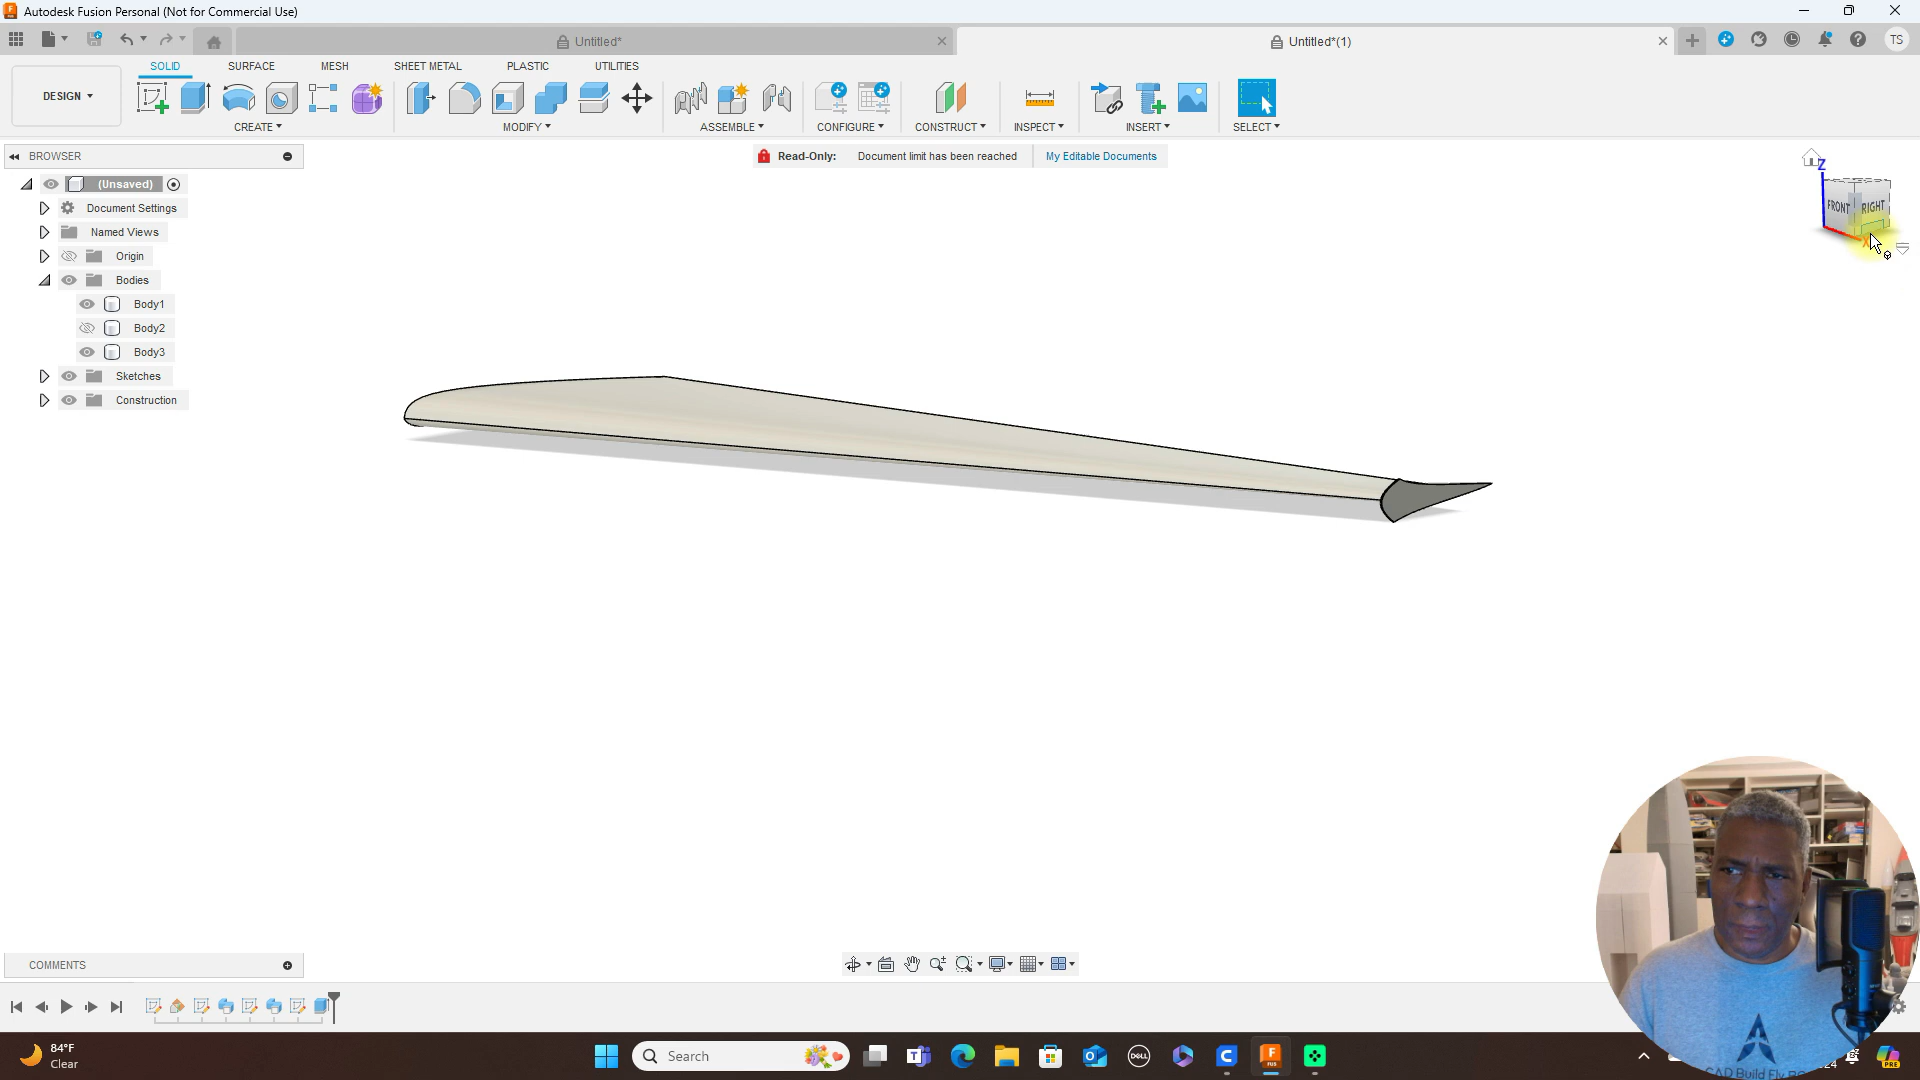 Autodesk Fusion Personal (Not for Commercial Use)
Untitled*
Untitled*(1)
TS
DESIGN
SOLID
SURFACE
MESH
SHEET METAL
PLASTIC
UTILITIES
CREATE
MODIFY
ASSEMBLE
CONFIGURE
CONSTRUCT
INSPECT
INSERT
SELECT
BROWSER
Read-Only: Document limit has been reached
My Editable Documents
(Unsaved)
Document Settings
Named Views
Origin
Bodies
Body1
Body2
Body3
Sketches
Construction
Z
FRONT
RIGHT
X
COMMENTS
84°F
Clear
Search
DELL
PRE